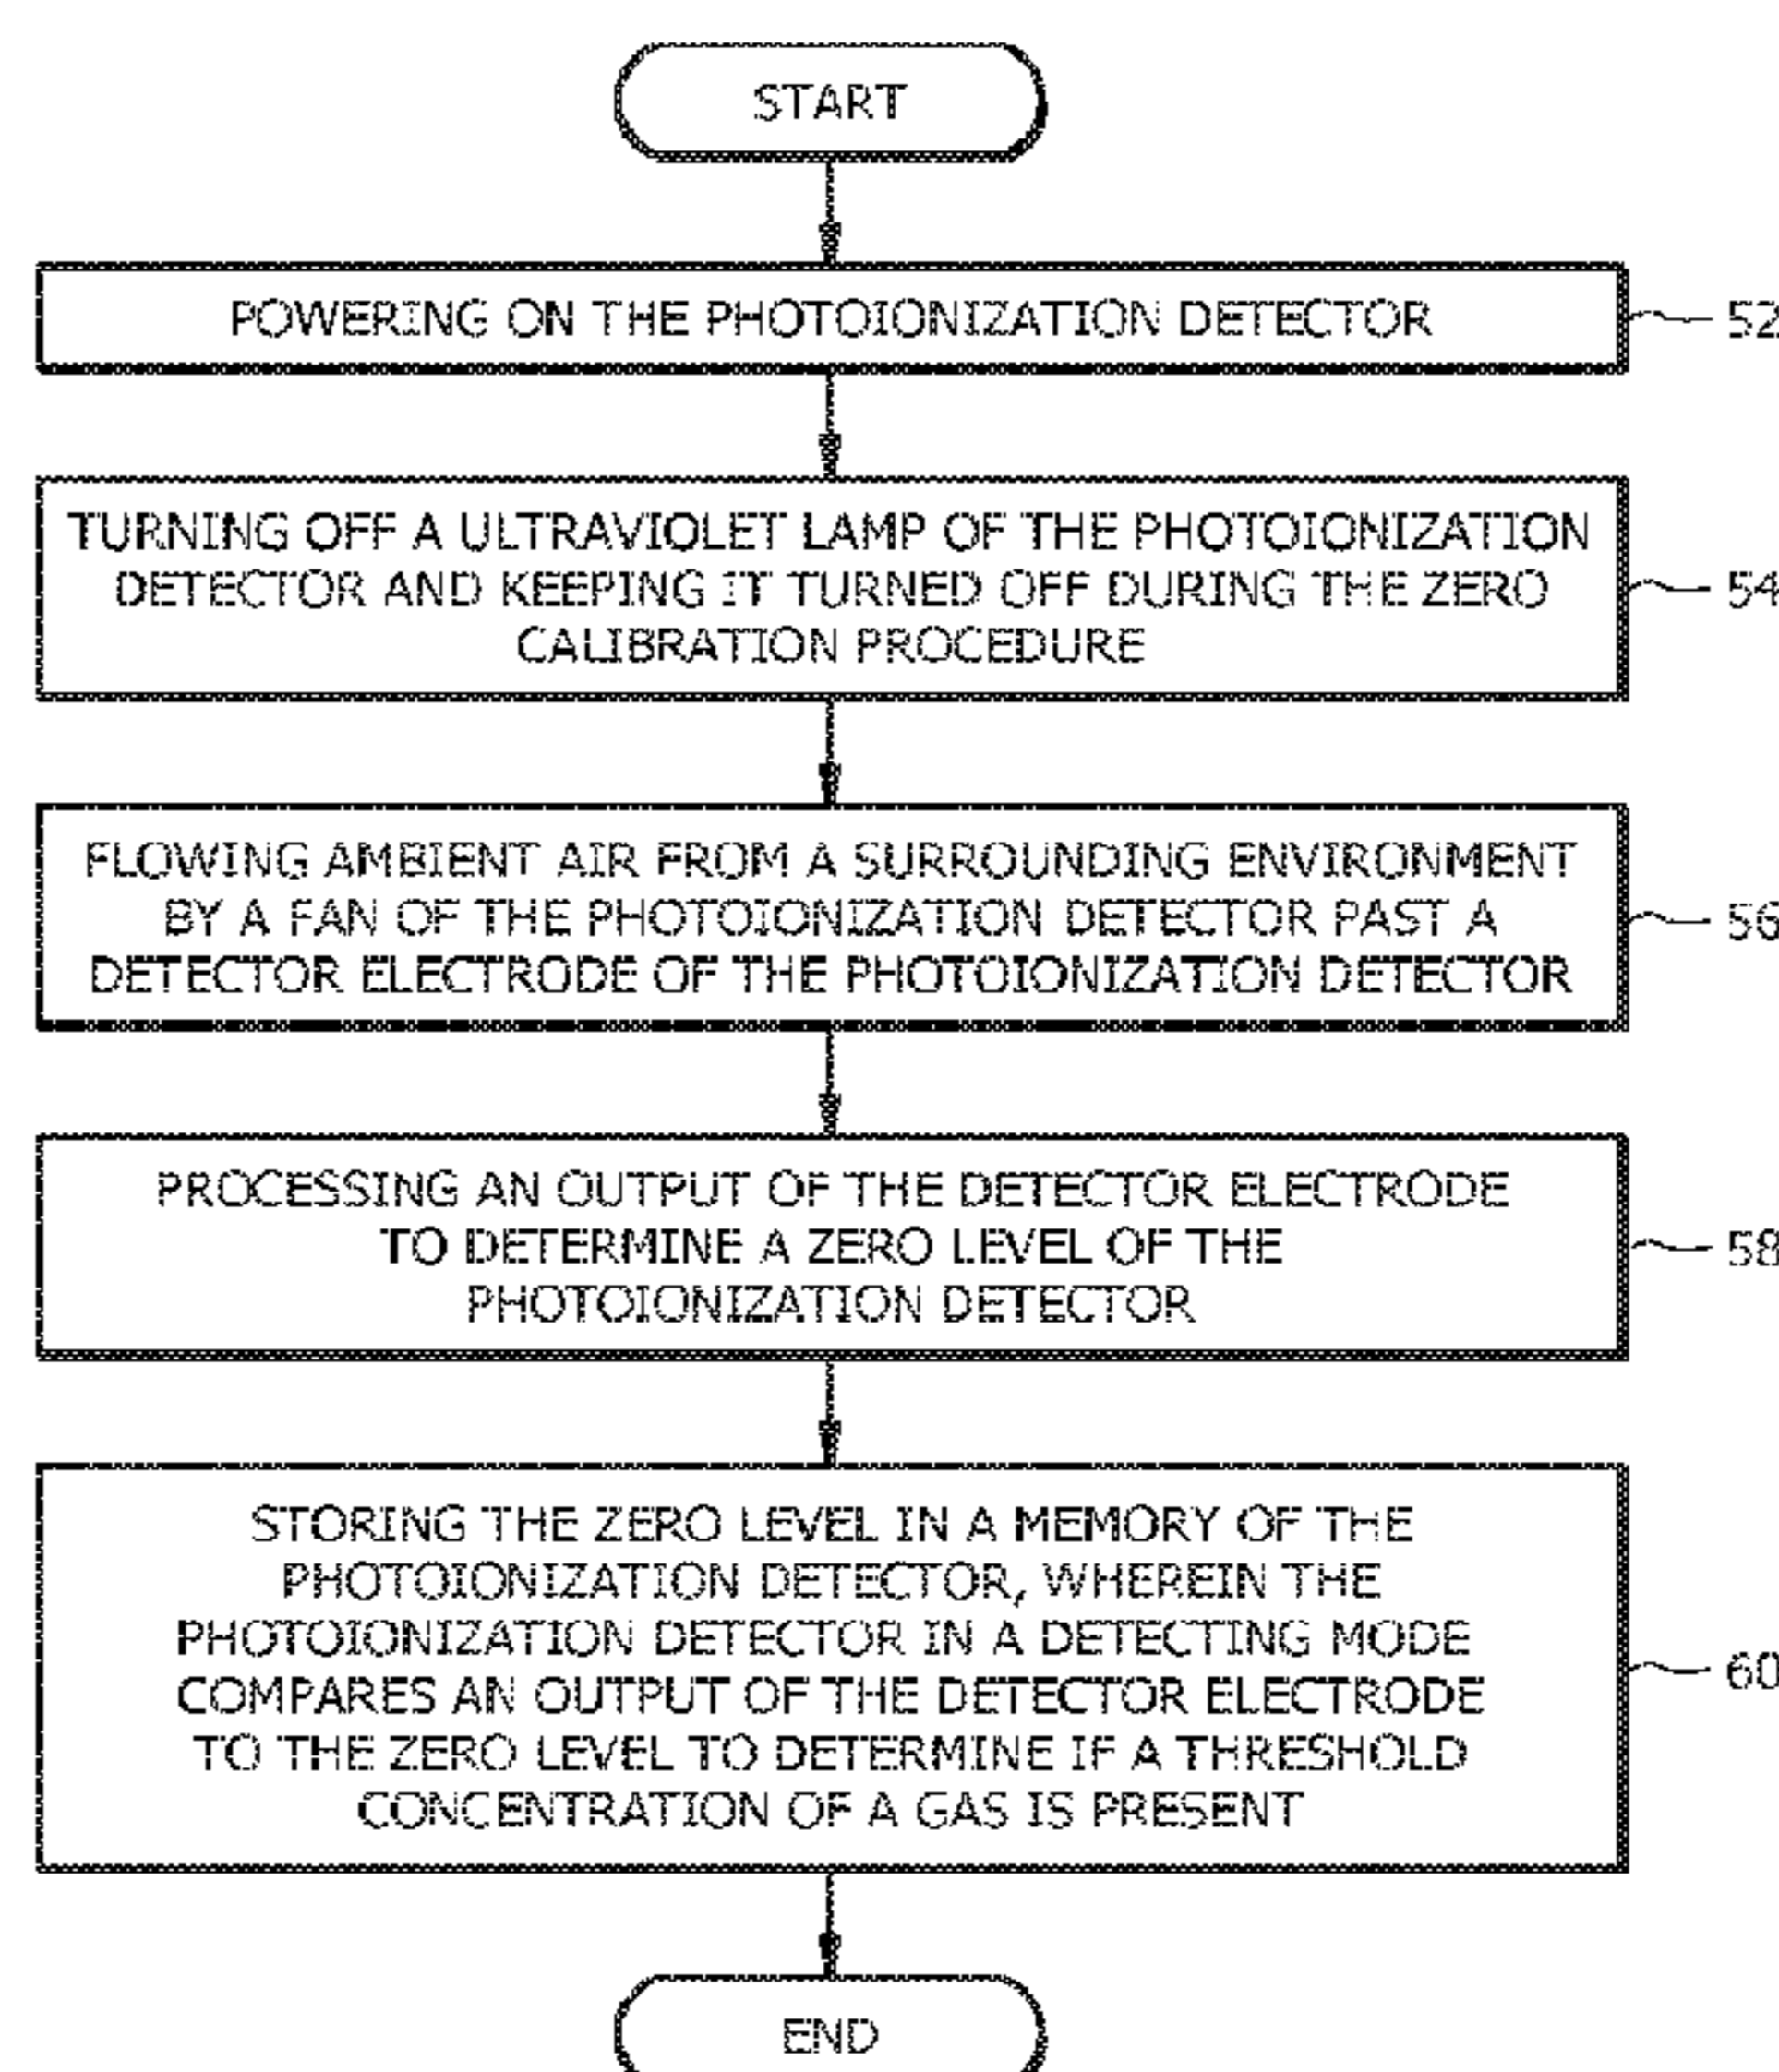 START
POWERING ON THE PHOTOIONIZATION DETECTOR
52
TURNING OFF A ULTRAVIOLET LAMP OF THE PHOTOIONIZATION
DETECTOR AND KEEPING IT TURNED OFF DURING THE ZERO
CALIBRATION PROCEDURE
54
FLOWING AMBIENT AIR FROM A SURROUNDING ENVIRONMENT
BY A FAN OF THE PHOTOIONIZATION DETECTOR PAST A
DETECTOR ELECTRODE OF THE PHOTOIONIZATION DETECTOR
56
PROCESSING AN OUTPUT OF THE DETECTOR ELECTRODE
TO DETERMINE A ZERO LEVEL OF THE
PHOTOIONIZATION DETECTOR
58
STORING THE ZERO LEVEL IN A MEMORY OF THE
PHOTOIONIZATION DETECTOR, WHEREIN THE
PHOTOIONIZATION DETECTOR IN A DETECTING MODE
COMPARES AN OUTPUT OF THE DETECTOR ELECTRODE
TO THE ZERO LEVEL TO DETERMINE IF A THRESHOLD
CONCENTRATION OF A GAS IS PRESENT
60
END